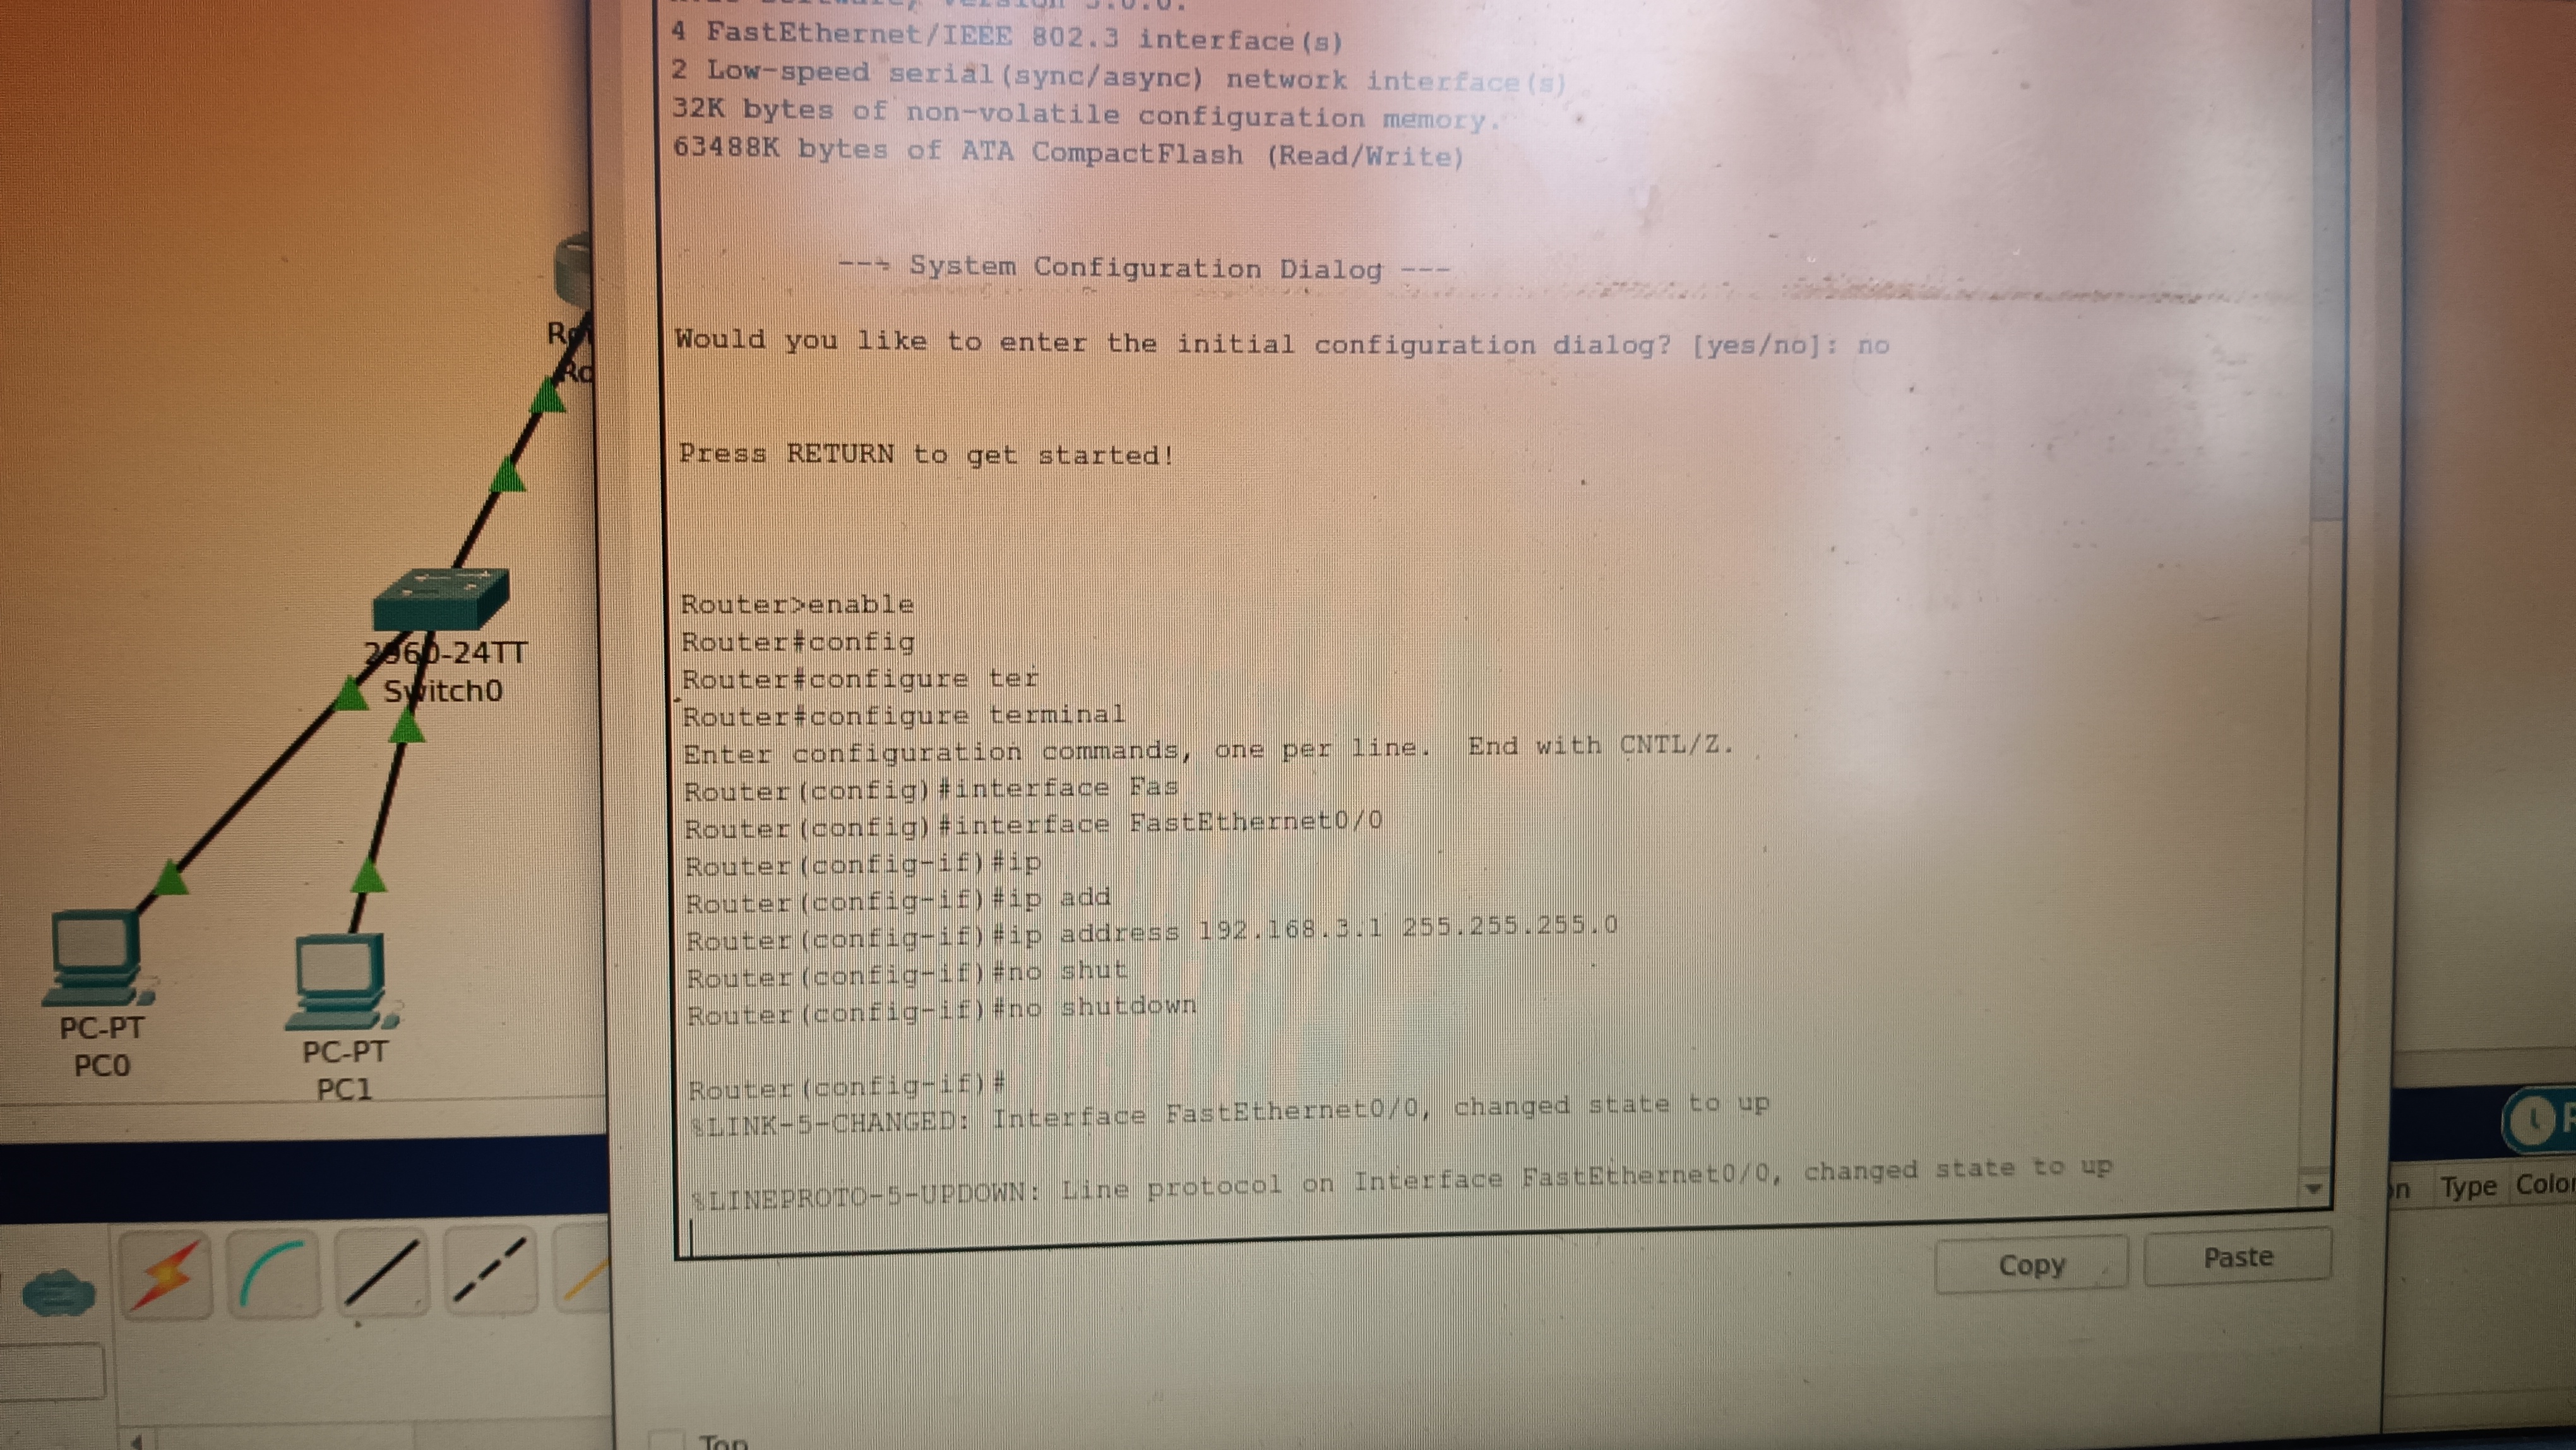 4 FastEthernet/IEEE 802.3 interface(s)
2 Low-speed serial(sync/async) network interface(s)
32K bytes of non-volatile configuration memory.
63488K bytes of ATA CompactFlash (Read/Write)
--- System Configuration Dialog ---
Would you like to enter the initial configuration dialog? [yes/no]: no
Press RETURN to get started!
Router>enable
Router#config
Router#configure ter
Router#configure terminal
Enter configuration commands, one per line.  End with CNTL/Z.
Router(config)#interface Fas
Router(config)#interface FastEthernet0/0
Router(config-if)#ip
Router(config-if)#ip add
Router(config-if)#ip address 192.168.3.1 255.255.255.0
Router(config-if)#no shut
Router(config-if)#no shutdown
Router(config-if)#
%LINK-5-CHANGED: Interface FastEthernet0/0, changed state to up
%LINEPROTO-5-UPDOWN: Line protocol on Interface FastEthernet0/0, changed state to up
Copy
Paste
Top
2960-24TT
Switch0
PC-PT
PC0
PC-PT
PC1
Type